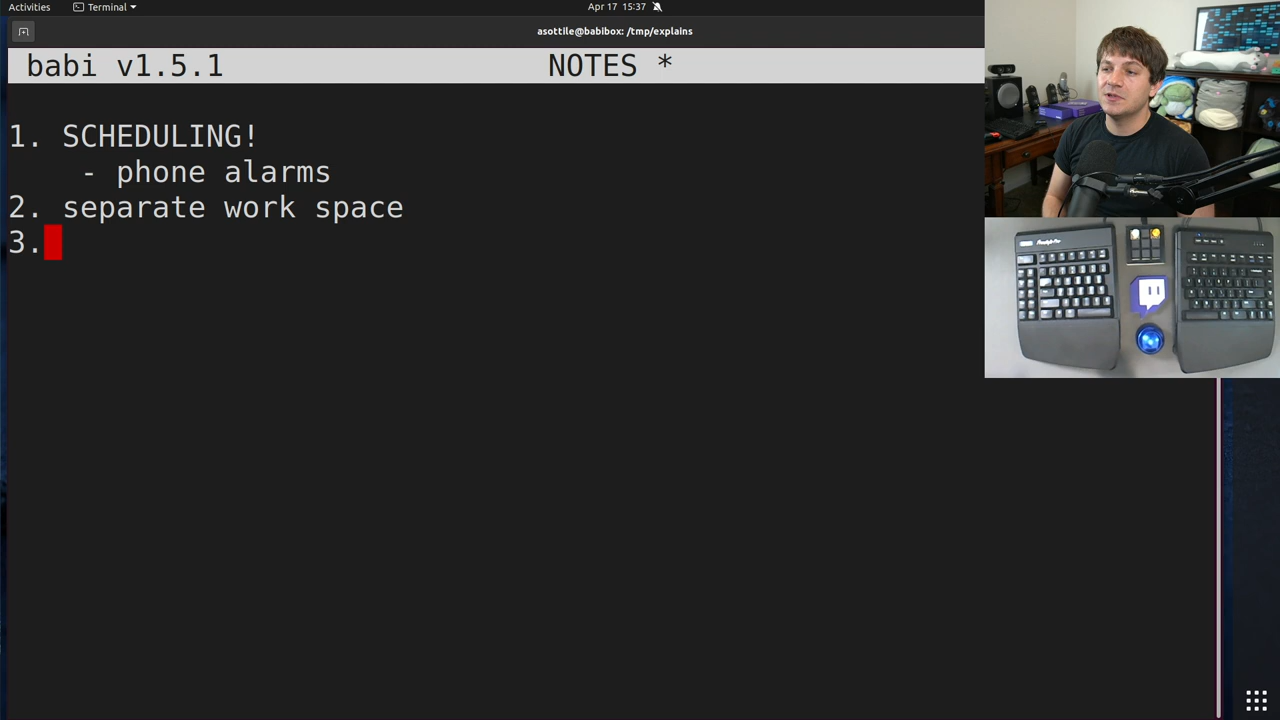 Activities
Terminal
Apr 17 15:37
asottile@babibox: /tmp/explains
babi v1.5.1
NOTES *
1. SCHEDULING!
- phone alarms
2. separate work space
3.